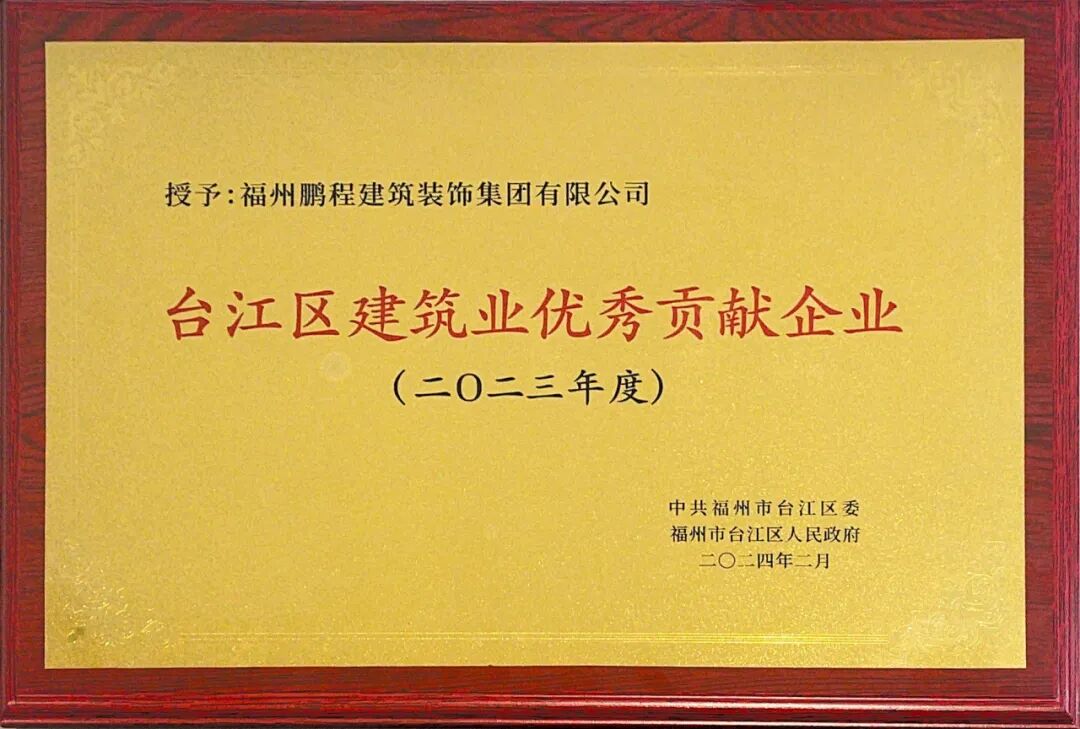 授予:福州鹏程建筑装饰集团有限公司
台江区建筑业优秀贡献企业
(二〇二三年度)
中共福州市台江区委
福州市台江区人民政府
二〇二四年二月